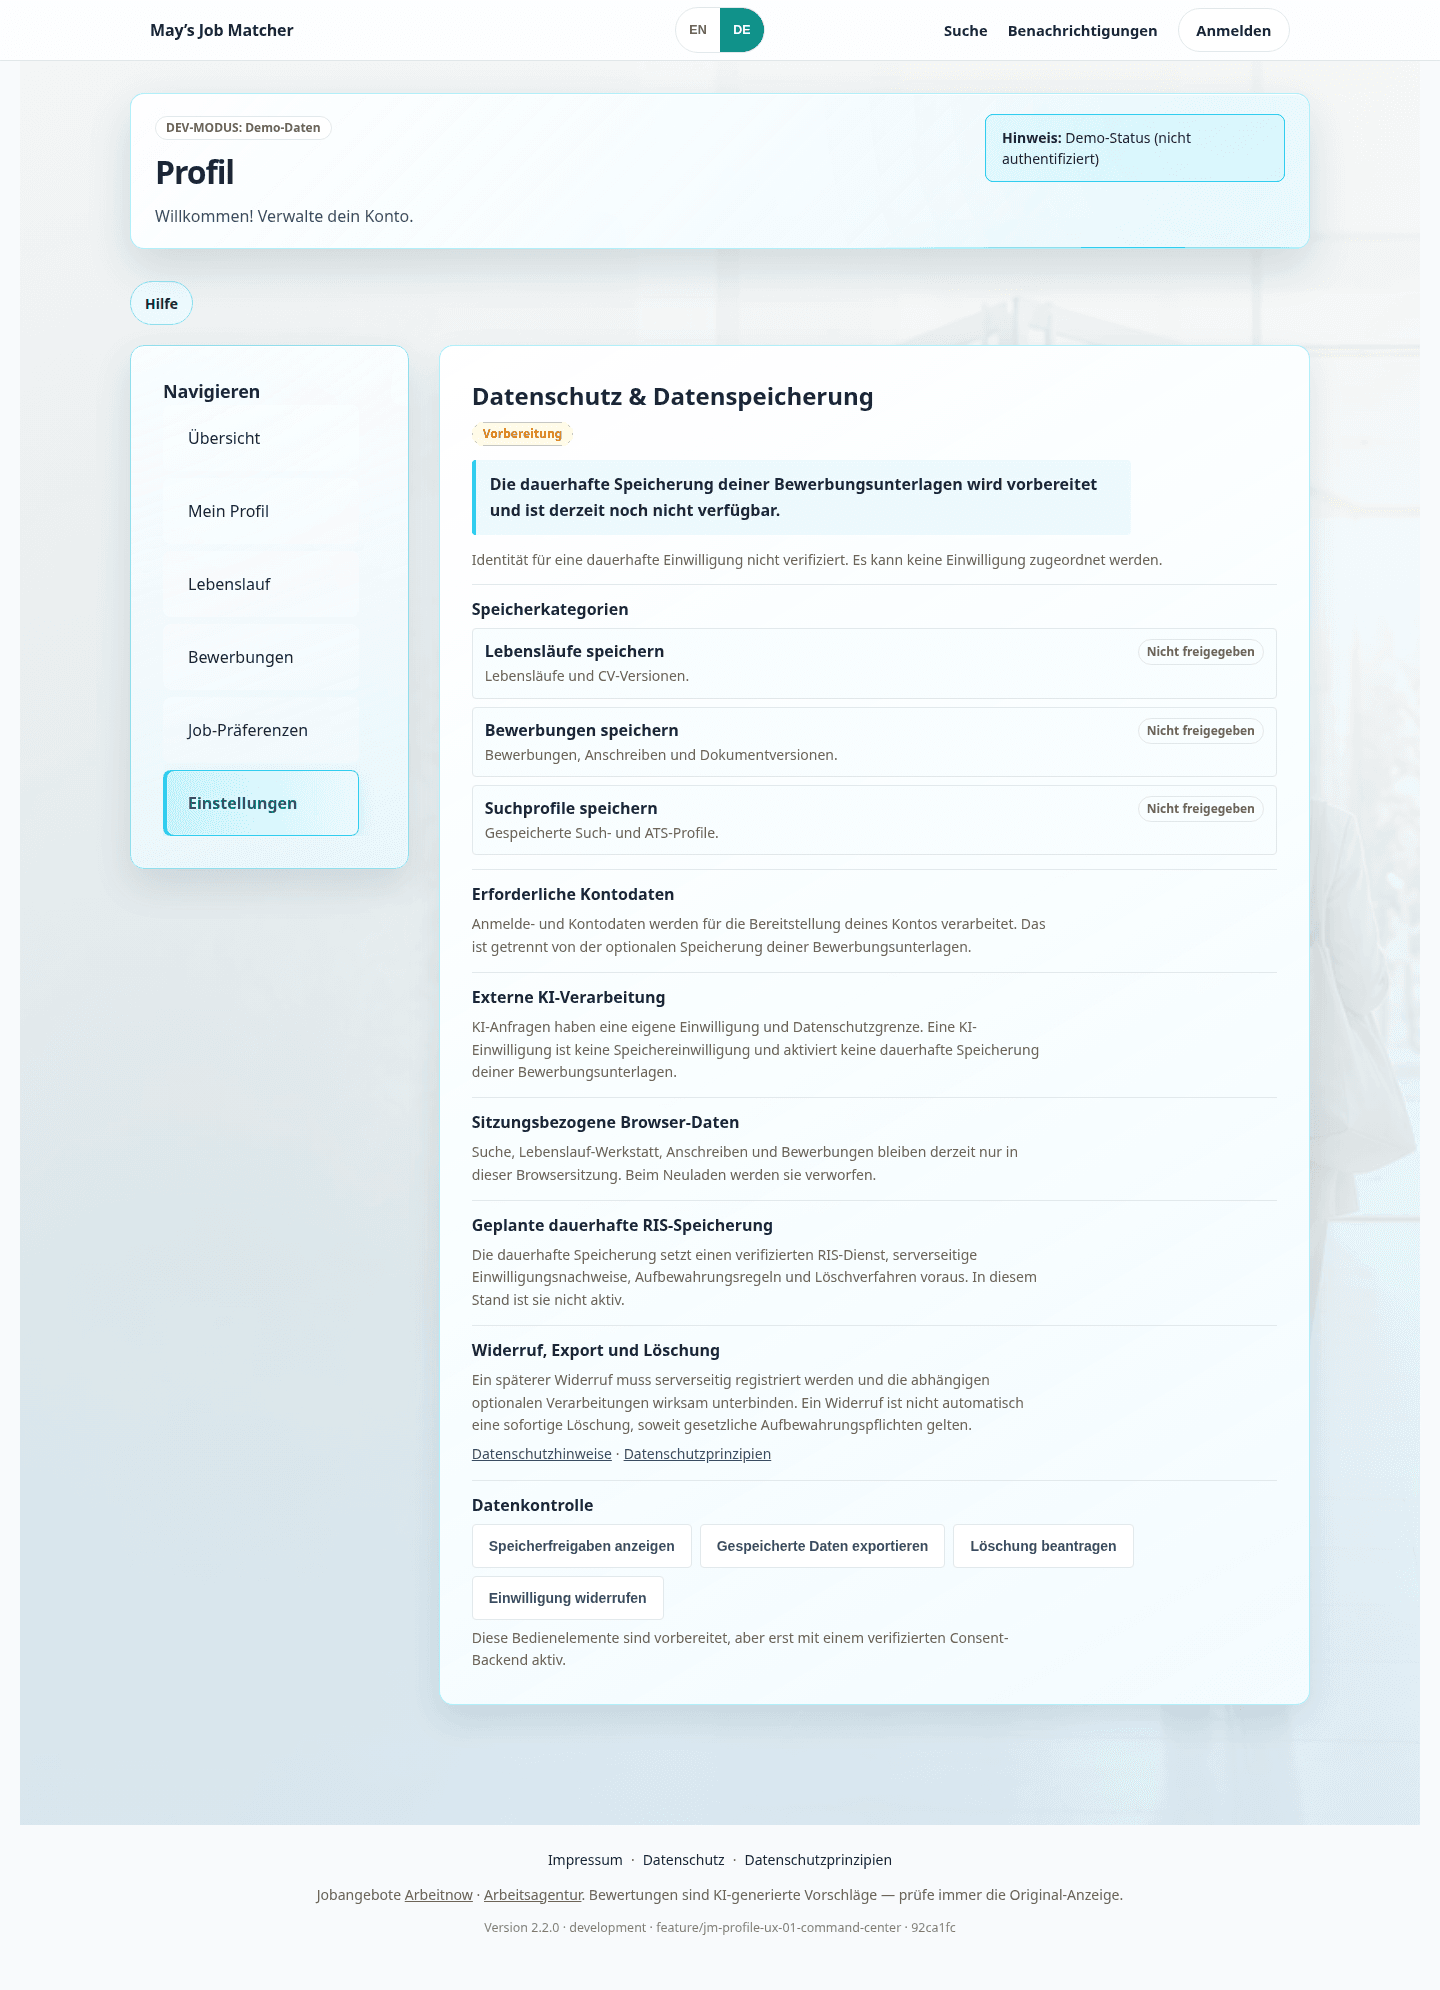 May’s Job Matcher
EN
DE
Suche
Benachrichtigungen
Anmelden
DEV-MODUS: Demo-Daten
Profil
Willkommen! Verwalte dein Konto.
Hinweis: Demo-Status (nicht
authentifiziert)
Hilfe
Navigieren
Übersicht
Mein Profil
Lebenslauf
Bewerbungen
Job-Präferenzen
Einstellungen
Datenschutz & Datenspeicherung
Vorbereitung
Die dauerhafte Speicherung deiner Bewerbungsunterlagen wird vorbereitet
und ist derzeit noch nicht verfügbar.
Identität für eine dauerhafte Einwilligung nicht verifiziert. Es kann keine Einwilligung zugeordnet werden.
Speicherkategorien
Lebensläufe speichern
Nicht freigegeben
Lebensläufe und CV-Versionen.
Bewerbungen speichern
Nicht freigegeben
Bewerbungen, Anschreiben und Dokumentversionen.
Suchprofile speichern
Nicht freigegeben
Gespeicherte Such- und ATS-Profile.
Erforderliche Kontodaten
Anmelde- und Kontodaten werden für die Bereitstellung deines Kontos verarbeitet. Das
ist getrennt von der optionalen Speicherung deiner Bewerbungsunterlagen.
Externe KI-Verarbeitung
KI-Anfragen haben eine eigene Einwilligung und Datenschutzgrenze. Eine KI-
Einwilligung ist keine Speichereinwilligung und aktiviert keine dauerhafte Speicherung
deiner Bewerbungsunterlagen.
Sitzungsbezogene Browser-Daten
Suche, Lebenslauf-Werkstatt, Anschreiben und Bewerbungen bleiben derzeit nur in
dieser Browsersitzung. Beim Neuladen werden sie verworfen.
Geplante dauerhafte RIS-Speicherung
Die dauerhafte Speicherung setzt einen verifizierten RIS-Dienst, serverseitige
Einwilligungsnachweise, Aufbewahrungsregeln und Löschverfahren voraus. In diesem
Stand ist sie nicht aktiv.
Widerruf, Export und Löschung
Ein späterer Widerruf muss serverseitig registriert werden und die abhängigen
optionalen Verarbeitungen wirksam unterbinden. Ein Widerruf ist nicht automatisch
eine sofortige Löschung, soweit gesetzliche Aufbewahrungspflichten gelten.
Datenschutzhinweise · Datenschutzprinzipien
Datenkontrolle
Speicherfreigaben anzeigen
Gespeicherte Daten exportieren
Löschung beantragen
Einwilligung widerrufen
Diese Bedienelemente sind vorbereitet, aber erst mit einem verifizierten Consent-
Backend aktiv.
Impressum · Datenschutz · Datenschutzprinzipien
Jobangebote Arbeitnow · Arbeitsagentur. Bewertungen sind KI-generierte Vorschläge — prüfe immer die Original-Anzeige.
Version 2.2.0 · development · feature/jm-profile-ux-01-command-center · 92ca1fc